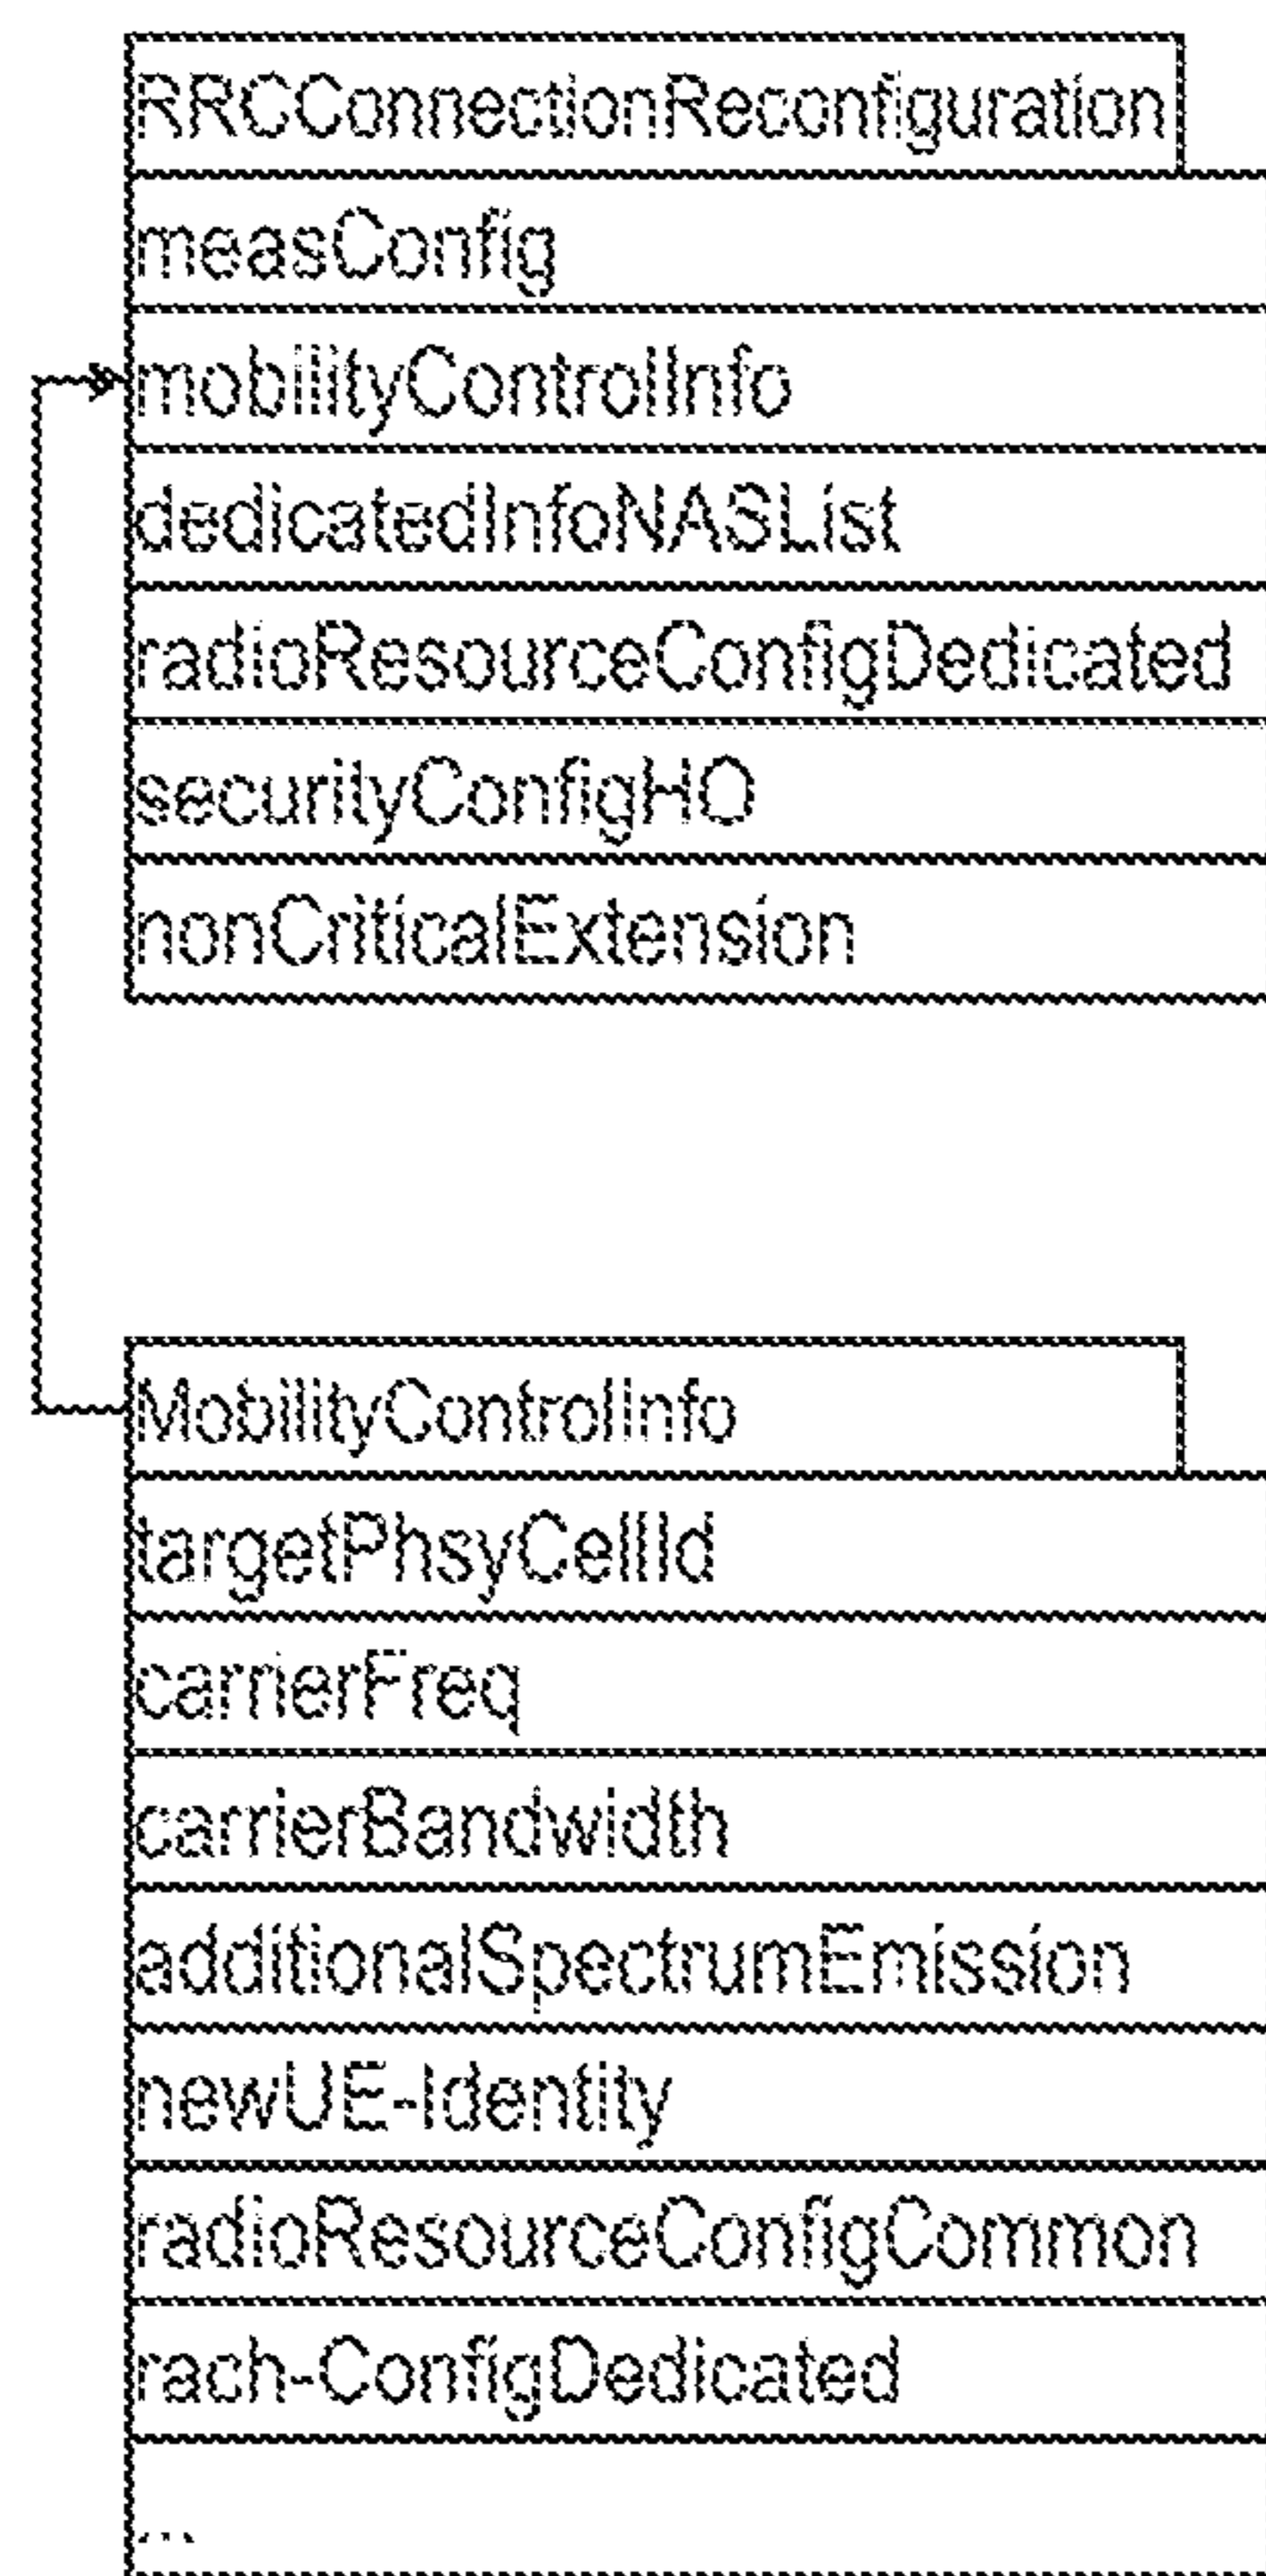 RRCConnectionReconfiguration
measConfig
mobilityControlInfo
dedicatedInfoNASList
radioResourceConfigDedicated
securityConfigHO
nonCriticalExtension
MobilityControlInfo
targetPhsyCellId
carrierFreq
carrierBandwidth
additionalSpectrumEmission
newUE-Identity
radioResourceConfigCommon
rach-ConfigDedicated
...